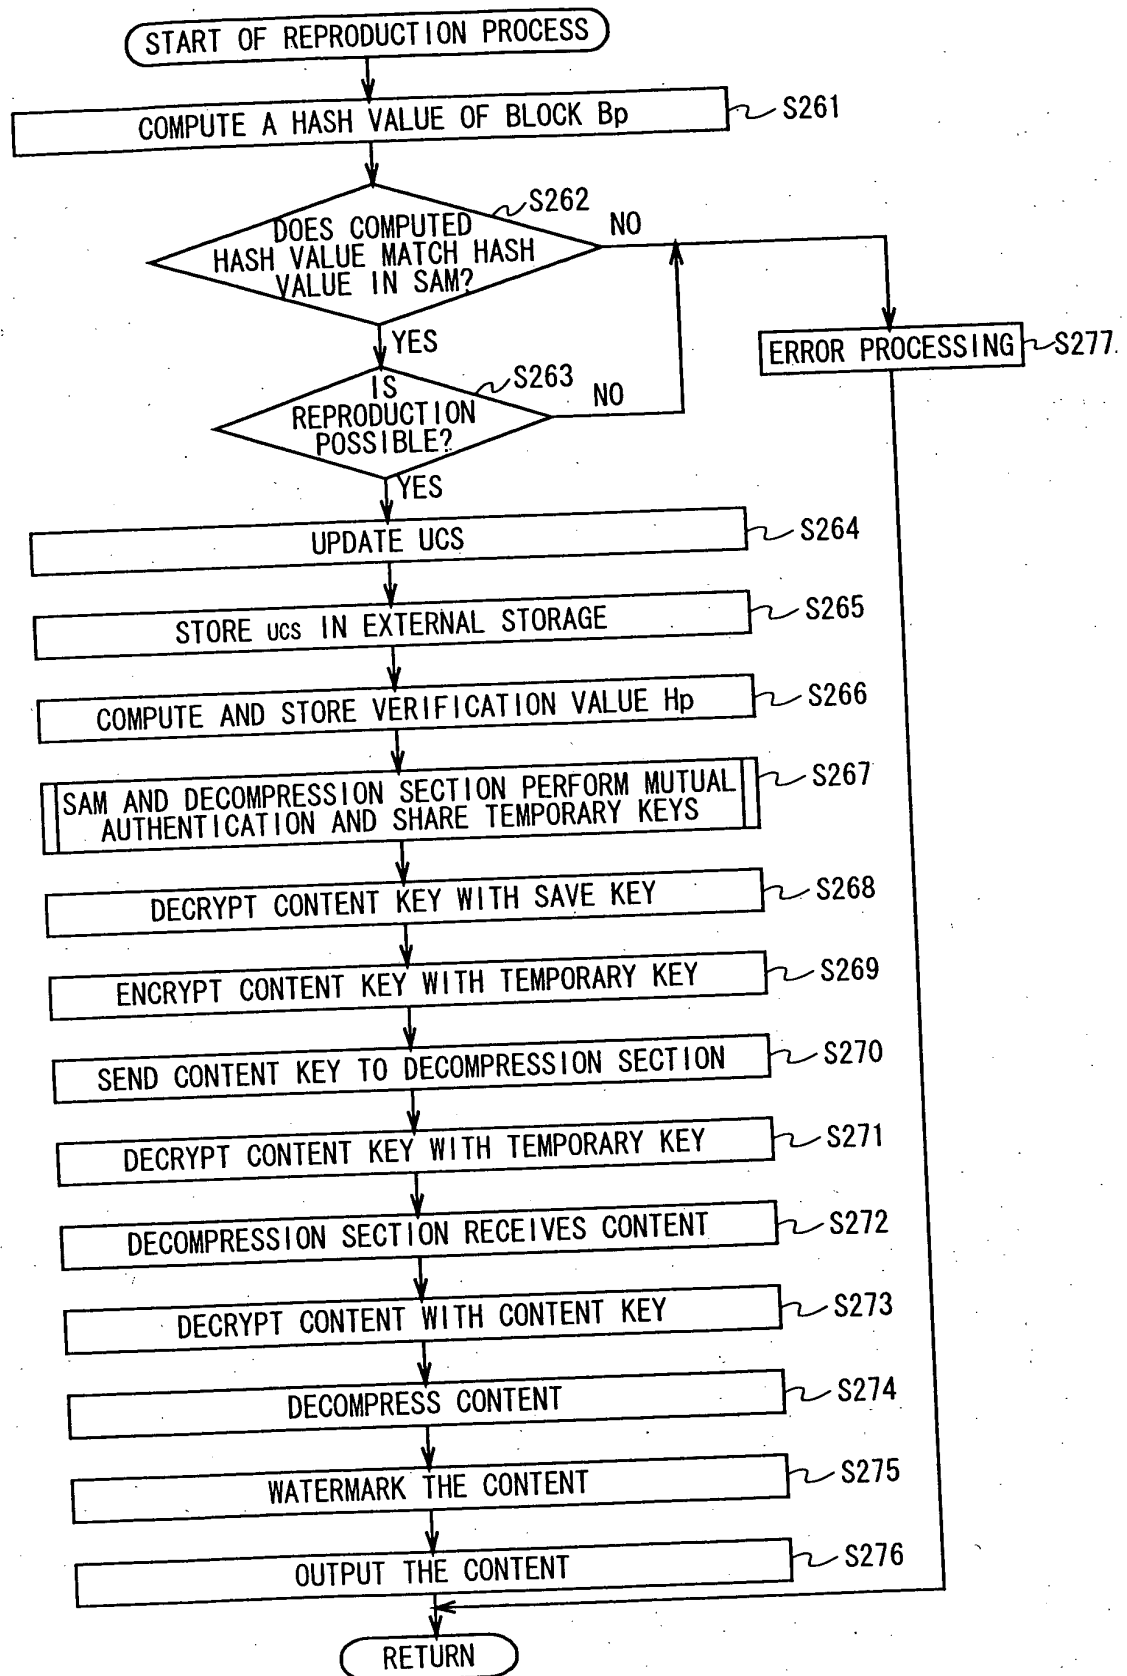 START OF REPRODUCTION PROCESS
COMPUTE A HASH VALUE OF BLOCK Bp
S261
S262
DOES COMPUTED
HASH VALUE MATCH HASH
VALUE IN SAM?
NO
YES
ERROR PROCESSING
S277
S263
IS
REPRODUCTION
POSSIBLE?
NO
YES
UPDATE UCS
S264
STORE UCS IN EXTERNAL STORAGE
S265
COMPUTE AND STORE VERIFICATION VALUE Hp
S266
SAM AND DECOMPRESSION SECTION PERFORM MUTUAL
AUTHENTICATION AND SHARE TEMPORARY KEYS
S267
DECRYPT CONTENT KEY WITH SAVE KEY
S268
ENCRYPT CONTENT KEY WITH TEMPORARY KEY
S269
SEND CONTENT KEY TO DECOMPRESSION SECTION
S270
DECRYPT CONTENT KEY WITH TEMPORARY KEY
S271
DECOMPRESSION SECTION RECEIVES CONTENT
S272
DECRYPT CONTENT WITH CONTENT KEY
S273
DECOMPRESS CONTENT
S274
WATERMARK THE CONTENT
S275
OUTPUT THE CONTENT
S276
RETURN